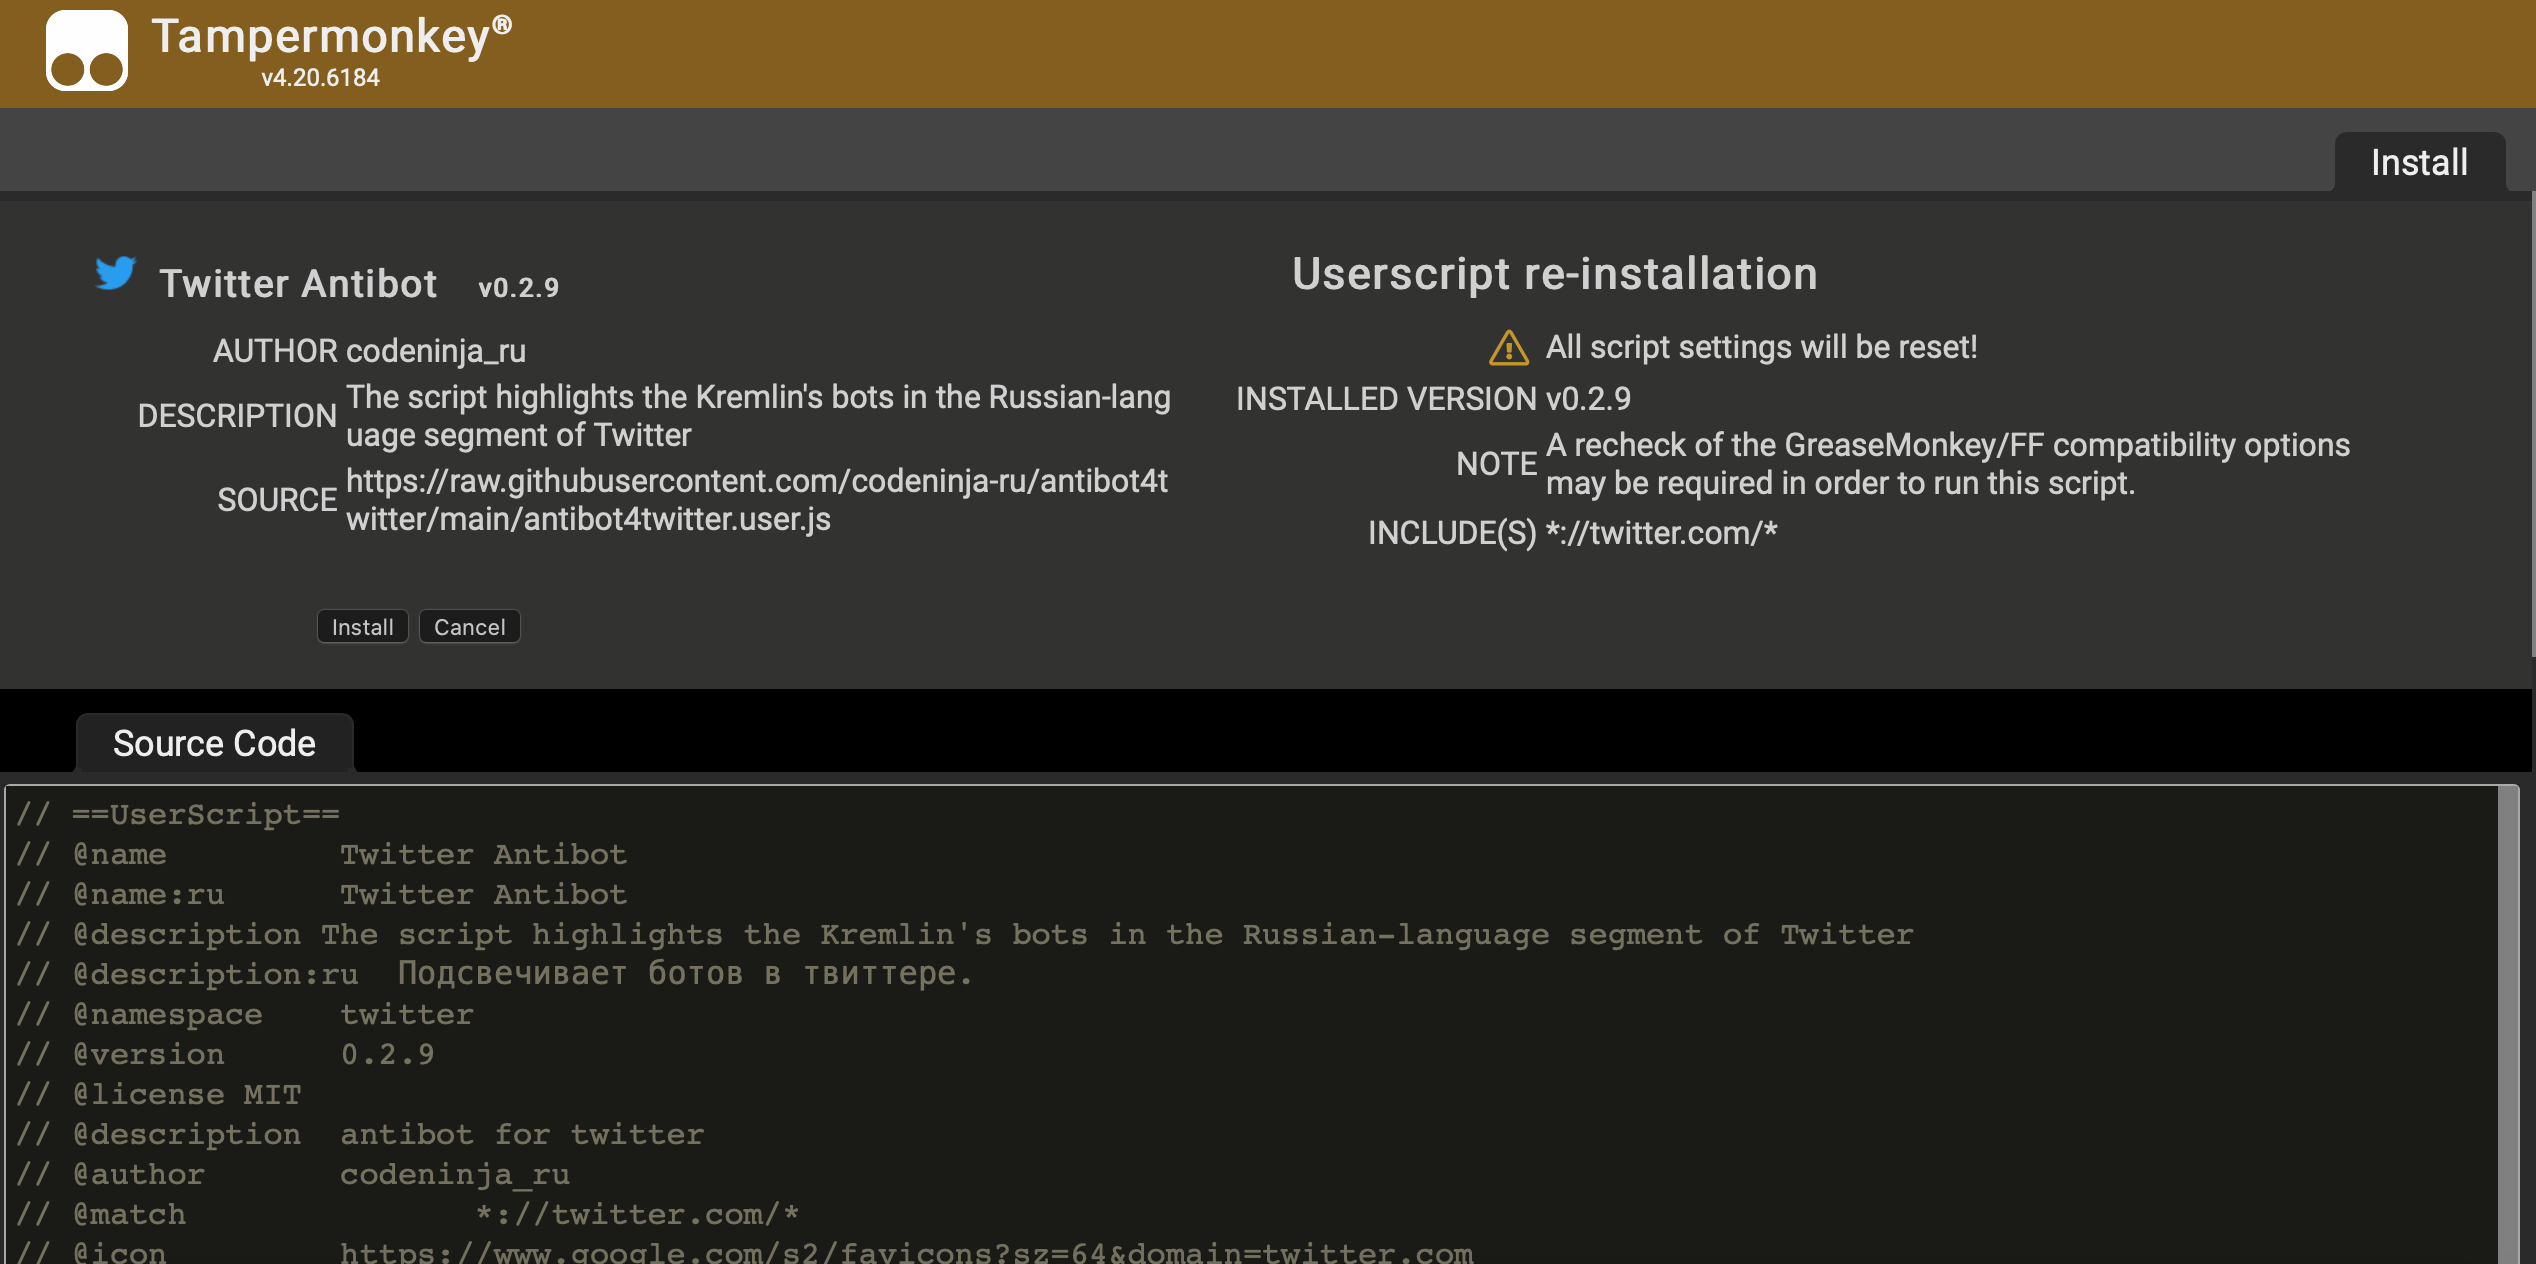 Tampermonkey®
v4.20.6184
Install
Twitter Antibot v0.2.9
AUTHOR codeninja_ru
DESCRIPTION The script highlights the Kremlin's bots in the Russian-lang
uage segment of Twitter
SOURCE https://raw.githubusercontent.com/codeninja-ru/antibot4t
witter/main/antibot4twitter.user.js
Userscript re-installation
All script settings will be reset!
INSTALLED VERSION v0.2.9
NOTE A recheck of the GreaseMonkey/FF compatibility options
may be required in order to run this script.
INCLUDE(S) *://twitter.com/*
Install Cancel
Source Code
// ==UserScript==
// @name Twitter Antibot
// @name:ru Twitter Antibot
// @description The script highlights the Kremlin's bots in the Russian-language segment of Twitter
// @description:ru Подсвечивает ботов в твиттере.
// @namespace twitter
// @version 0.2.9
// @license MIT
// @description antibot for twitter
// @author codeninja_ru
// @match *://twitter.com/*
// @icon https://www.google.com/s2/favicons?sz=64&domain=twitter.com